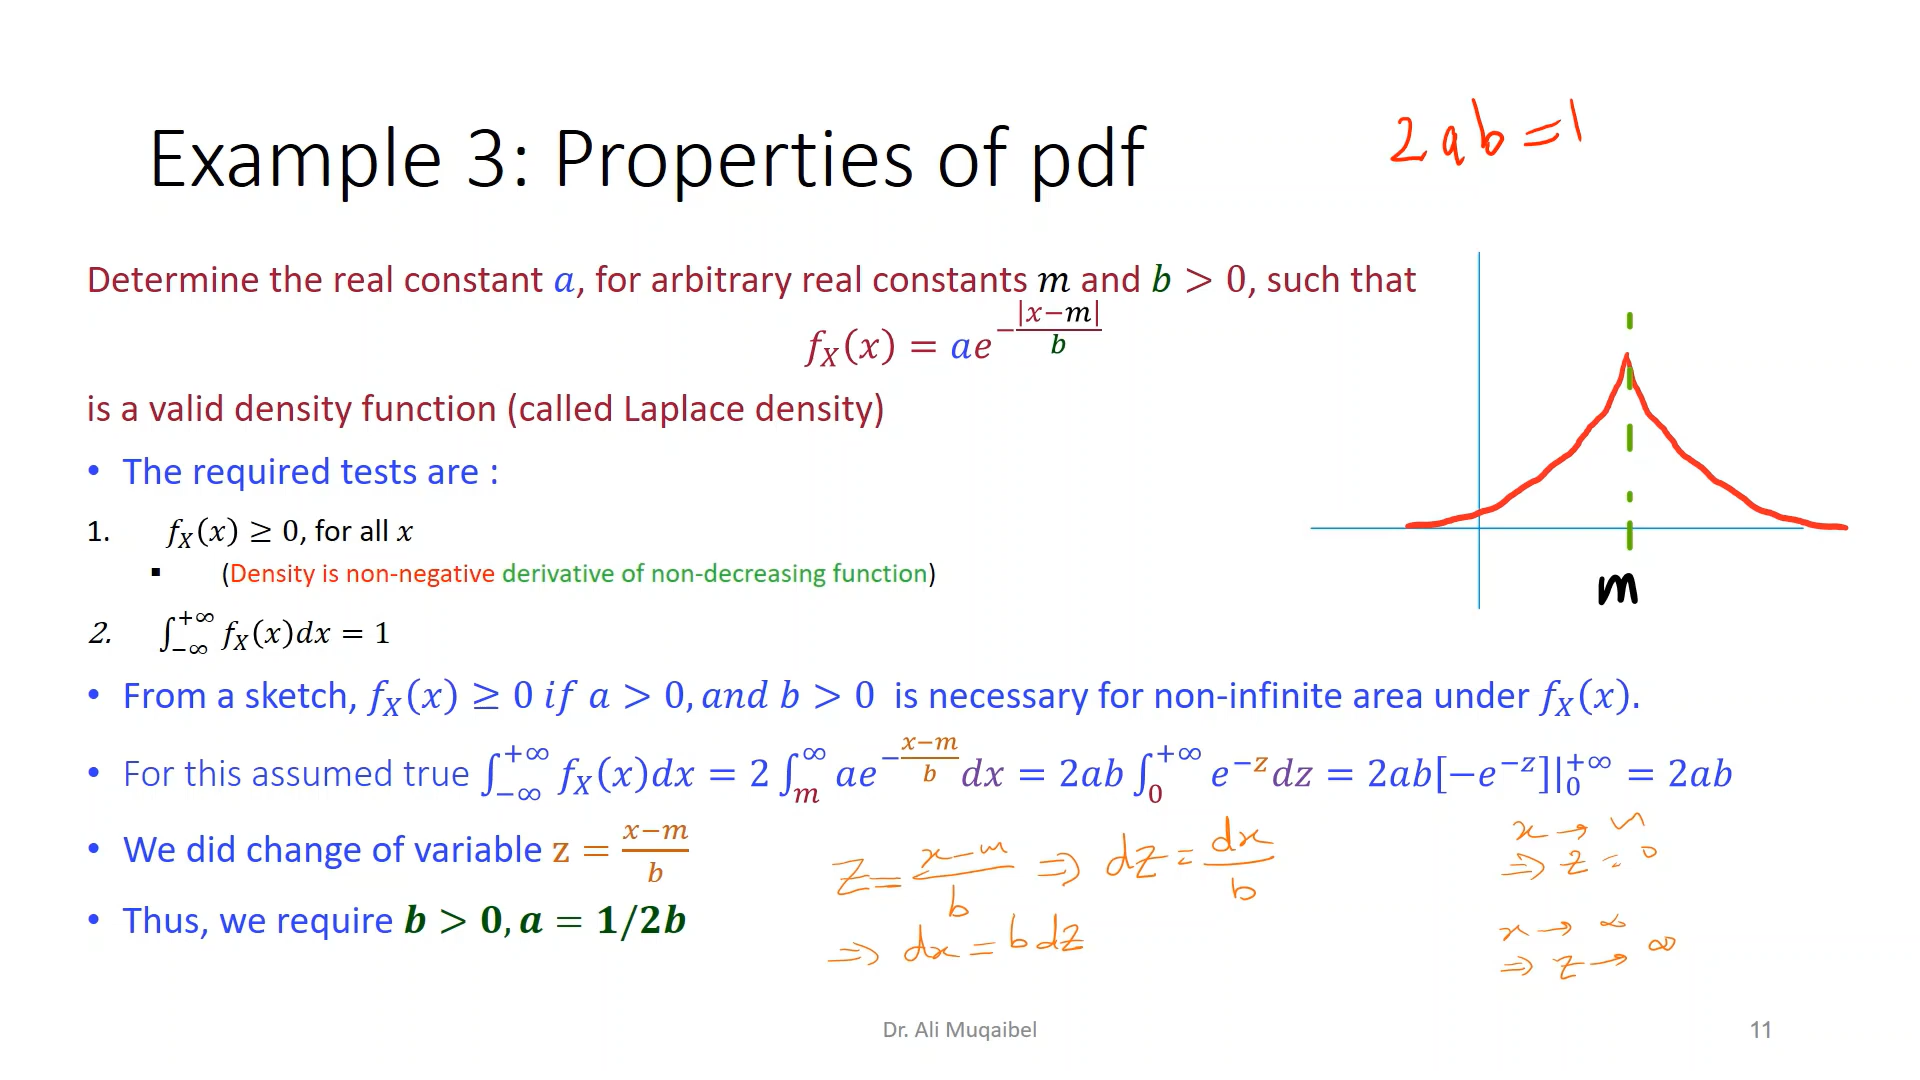 2ab = 1
Example 3: Properties of pdf
Determine the real constant a, for arbitrary real constants m and b > 0, such that
f_X(x) = ae^{-\frac{|x-m|}{b}}
is a valid density function (called Laplace density)
• The required tests are :
1. f_X(x) ≥ 0, for all x
▪ (Density is non-negative derivative of non-decreasing function)
2. ∫_{-∞}^{+∞} f_X(x)dx = 1
m
• From a sketch, f_X(x) ≥ 0 if a > 0, and b > 0 is necessary for non-infinite area under f_X(x).
• For this assumed true ∫_{-∞}^{+∞} f_X(x)dx = 2 ∫_m^∞ ae^{-\frac{x-m}{b}} dx = 2ab ∫_0^{+∞} e^{-z}dz = 2ab[-e^{-z}]|_0^{+∞} = 2ab
• We did change of variable z = \frac{x-m}{b}
z = \frac{x-m}{b} ⇒ dz = \frac{dx}{b}
⇒ dx = b dz
x → m
⇒ z = 0
x → ∞
⇒ z → ∞
• Thus, we require b > 0, a = 1/2b
Dr. Ali Muqaibel
11